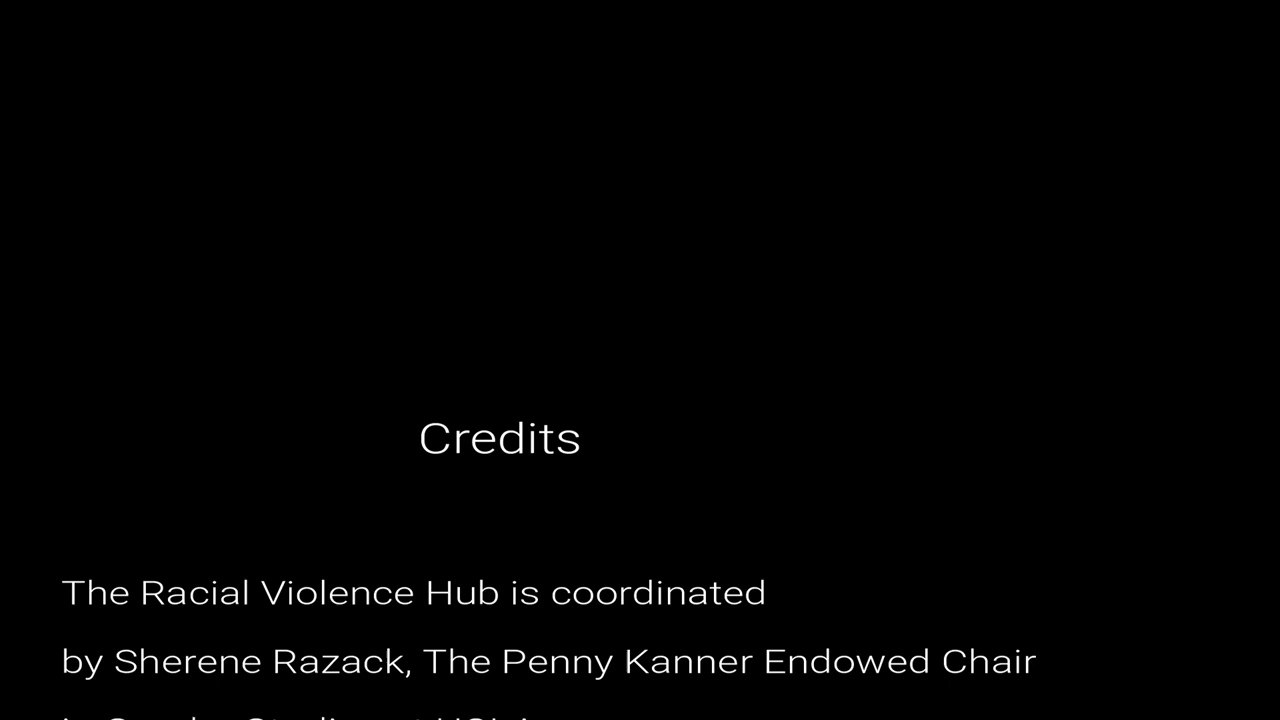 Credits
The Racial Violence Hub is coordinated
by Sherene Razack, The Penny Kanner Endowed Chair